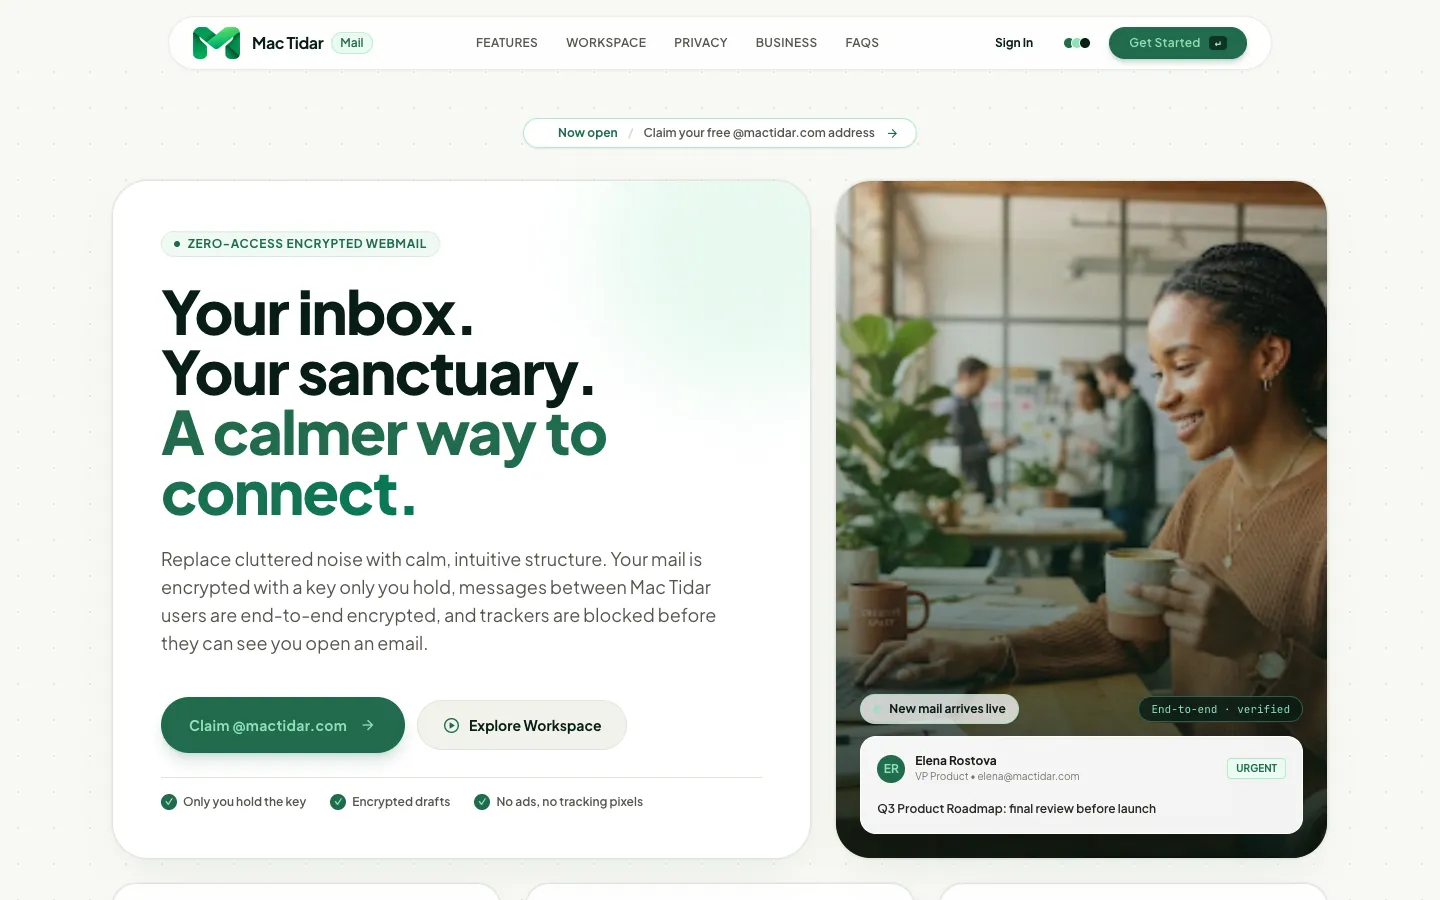 Mac Tidar Mail
FEATURES WORKSPACE PRIVACY BUSINESS FAQS
Sign In
Get Started ↵
Now open / Claim your free @mactidar.com address →
ZERO-ACCESS ENCRYPTED WEBMAIL
Your inbox.
Your sanctuary.
A calmer way to
connect.
Replace cluttered noise with calm, intuitive structure. Your mail is
encrypted with a key only you hold, messages between Mac Tidar
users are end-to-end encrypted, and trackers are blocked before
they can see you open an email.
Claim @mactidar.com →
Explore Workspace
Only you hold the key
Encrypted drafts
No ads, no tracking pixels
New mail arrives live
End-to-end · verified
ER
Elena Rostova
VP Product • elena@mactidar.com
URGENT
Q3 Product Roadmap: final review before launch